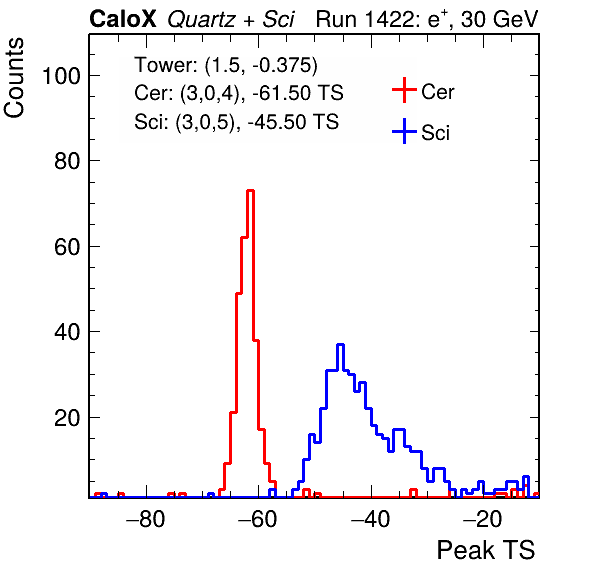 CaloX Quartz + Sci Run 1422: e⁺, 30 GeV
Counts
Tower: (1.5, -0.375)
Cer: (3,0,4), -61.50 TS
Sci: (3,0,5), -45.50 TS
Cer
Sci
100
80
60
40
20
−80 −60 −40 −20
Peak TS